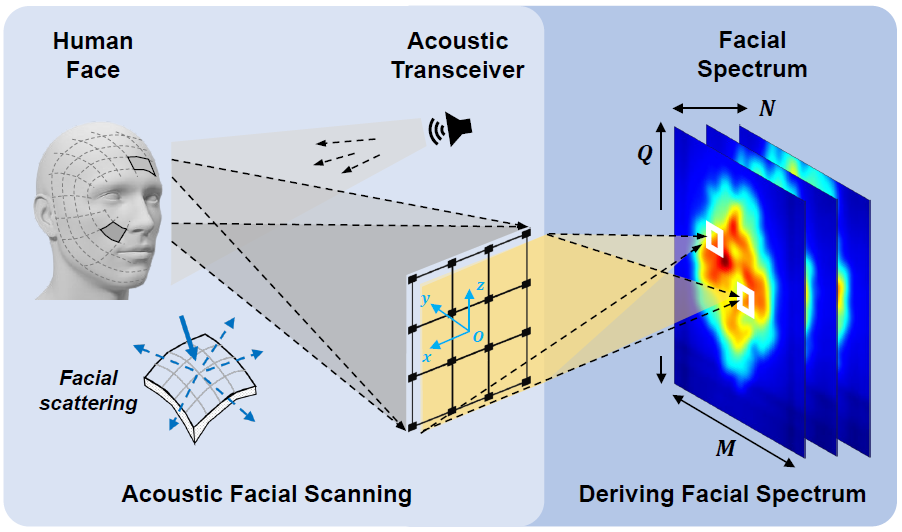 Human
Face
Acoustic
Transceiver
Facial
Spectrum
N
Q
z
y
O
x
Facial
scattering
M
Acoustic Facial Scanning
Deriving Facial Spectrum